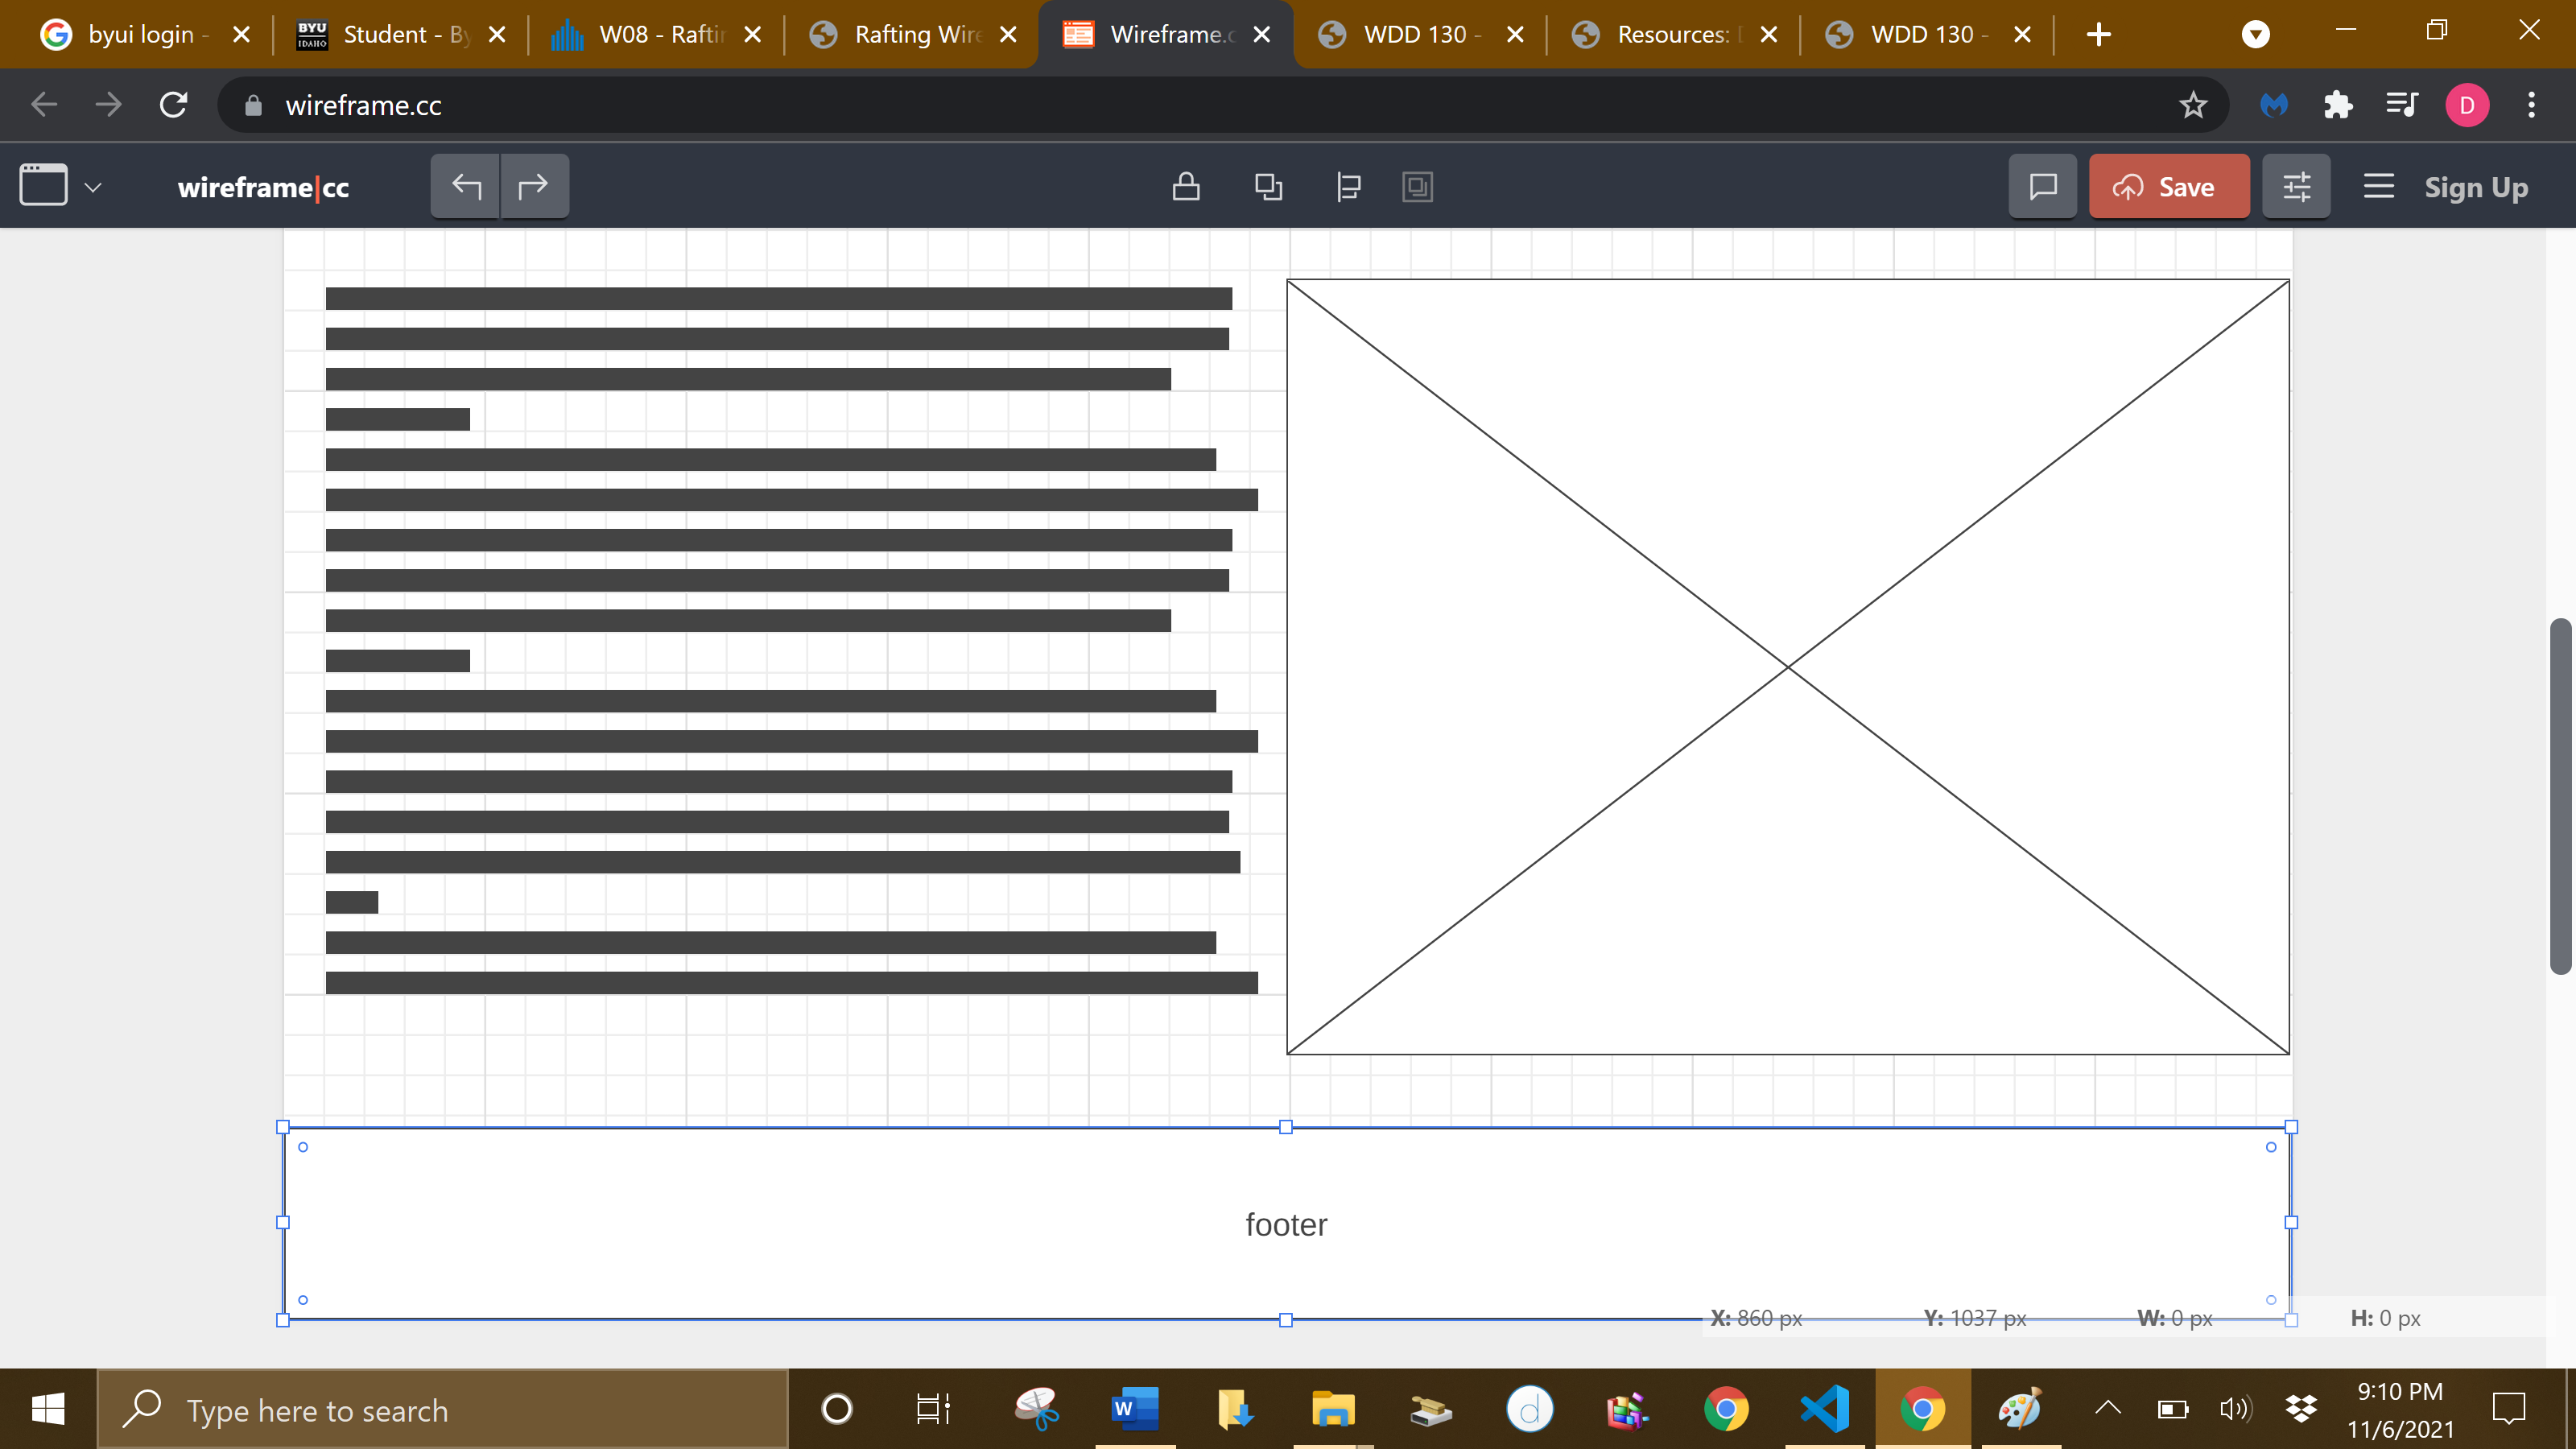 byui login -
Student - By
W08 - Rafti
Rafting Wire
Wireframe.c
WDD 130 -
Resources:
WDD 130 -
wireframe.cc
D
wireframe|cc
Save
Sign Up
footer
X: 860 px Y: 1037 px W: 0 px H: 0 px
Type here to search
9:10 PM
11/6/2021